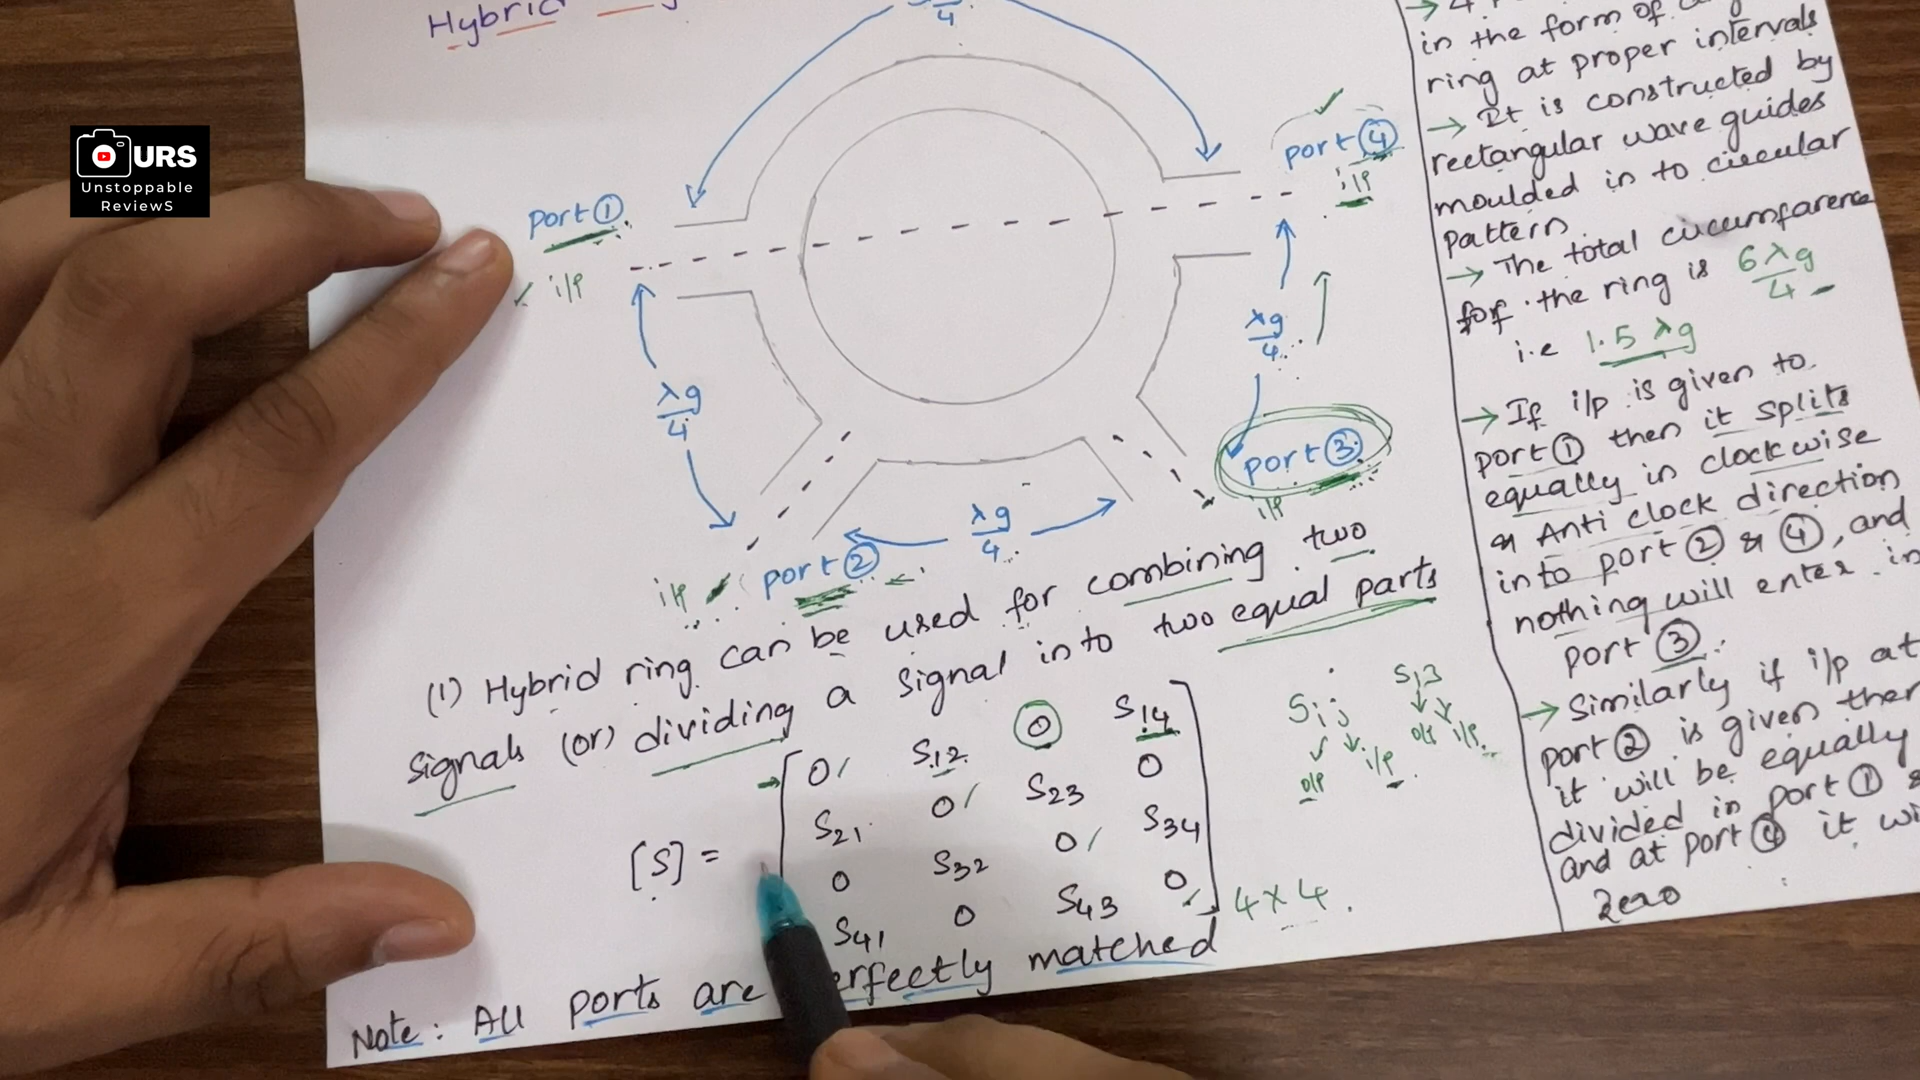 OURS
Unstoppable
ReviewS
Hybric
4
port ①
i/p
port ④
i/p
λg
4
λg
4
port ③
i/p
λg
4
port ②
i/p
(1) Hybrid ring can be used for combining two
signals (or) dividing a signal into two equal parts
[S] =
0 S12 0 S14
S21 0 S23 0
0 S32 0 S34
S41 0 S43 0
4 x 4
Sij
o/p i/p
S13
o/p i/p
Note: All ports are perfectly matched
→ 4
in the form of
ring at proper intervals
→ It is constructed by
rectangular wave guides
moulded in to circular
pattern
→ The total cicumfarence
for the ring is 6λg
4
i.e 1.5 λg
→ If i/p is given to
port ① then it splits
equally in clockwise
& Anti clock direction
into port ② & ④, and
nothing will enter in
port ③.
→ Similarly if i/p at
port ② is given then
it will be equally
divided in port ① &
and at port ④ it wi
zero